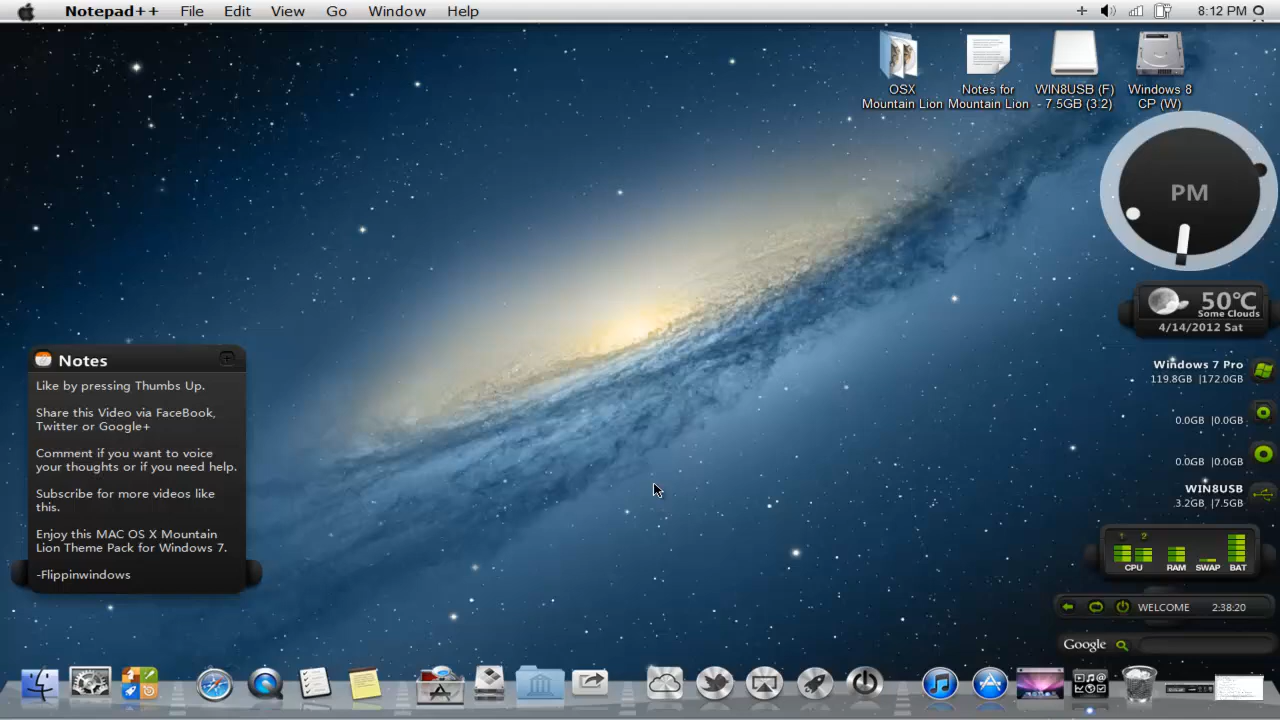 Notepad++ File Edit View Go Window Help 8:12 PM
OSX
Mountain Lion
Notes for
Mountain Lion
WIN8USB (F)
- 7.5GB (3:2)
Windows 8
CP (W)
PM
50°C
Some Clouds
4/14/2012 Sat
Notes
Like by pressing Thumbs Up.
Share this Video via FaceBook,
Twitter or Google+
Comment if you want to voice
your thoughts or if you need help.
Subscribe for more videos like
this.
Enjoy this MAC OS X Mountain
Lion Theme Pack for Windows 7.
-Flippinwindows
Windows 7 Pro
119.8GB |172.0GB
0.0GB |0.0GB
0.0GB |0.0GB
WIN8USB
3.2GB |7.5GB
1 2
CPU RAM SWAP BAT
WELCOME 2:38:20
Google